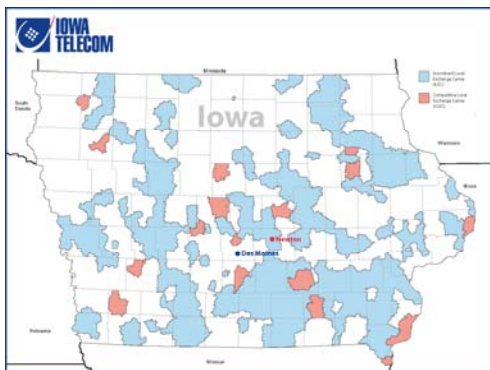 IOWA
TELECOM
Minnesota
South
Dakota
Iowa
Incumbent Local
Exchange Carrier
(ILEC)
Competitive Local
Exchange Carrier
(CLEC)
Wisconsin
Illinois
Newton
Des Moines
Nebraska
Missouri